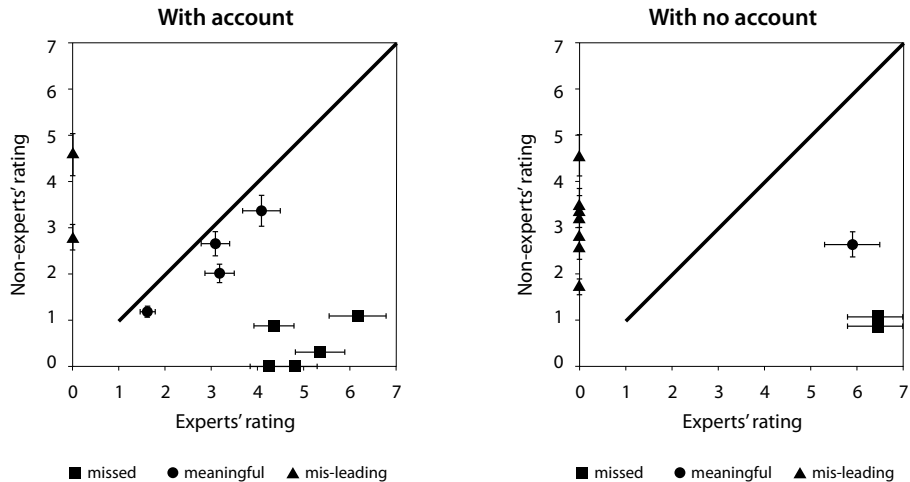 With account
7
6
5
4
3
2
1
0
Non-experts' rating
0 1 2 3 4 5 6 7
Experts' rating
missed meaningful mis-leading
With no account
7
6
5
4
3
2
1
0
Non-experts' rating
0 1 2 3 4 5 6 7
Experts' rating
missed meaningful mis-leading